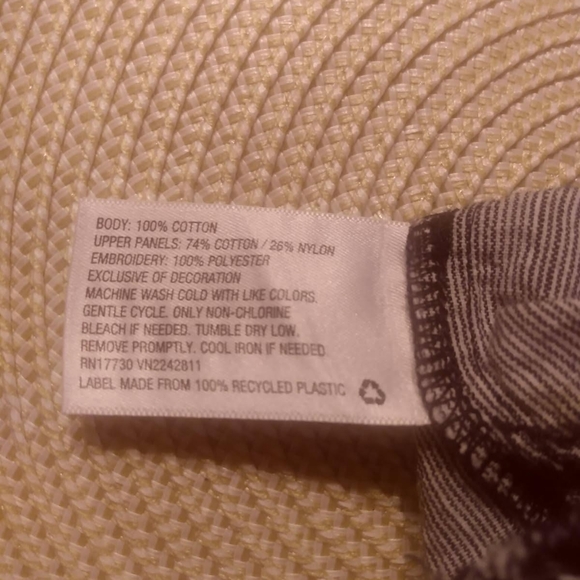 BODY: 100% COTTON
UPPER PANELS: 74% COTTON / 26% NYLON
EMBROIDERY: 100% POLYESTER
EXCLUSIVE OF DECORATION
MACHINE WASH COLD WITH LIKE COLORS.
GENTLE CYCLE. ONLY NON-CHLORINE
BLEACH IF NEEDED. TUMBLE DRY LOW.
REMOVE PROMPTLY. COOL IRON IF NEEDED
RN17730 VN2242811
LABEL MADE FROM 100% RECYCLED PLASTIC